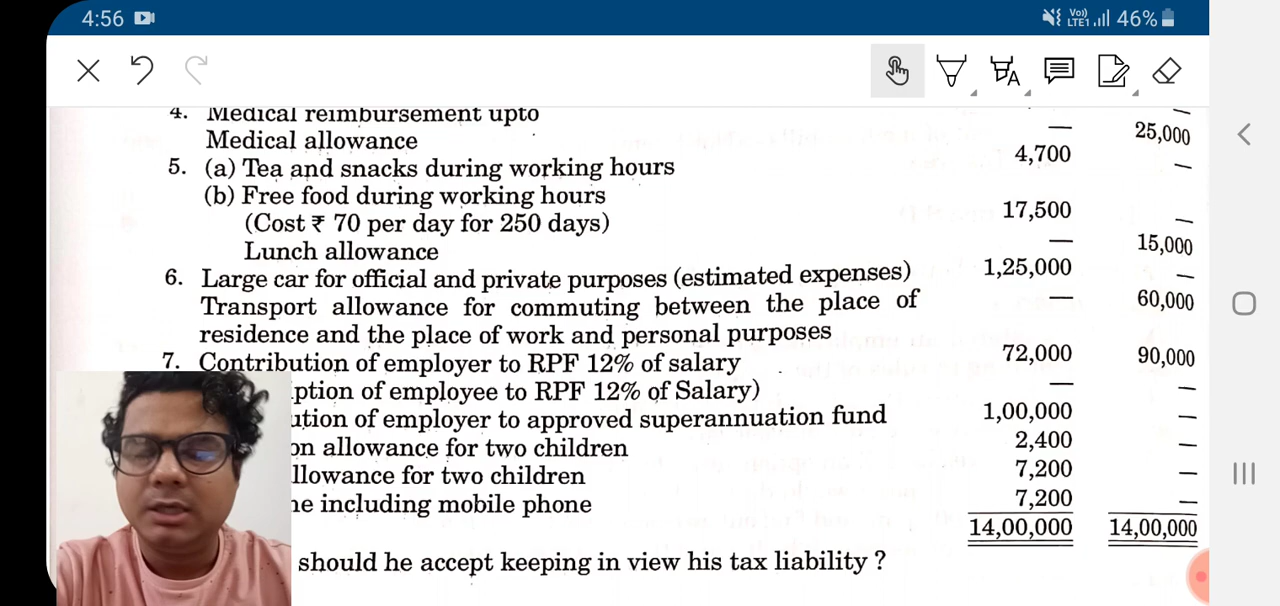 4:56 Vo) LTE1 46%
4. Medical reimbursement upto — —
Medical allowance — 25,000
5. (a) Tea and snacks during working hours 4,700 —
(b) Free food during working hours
(Cost ₹ 70 per day for 250 days) 17,500 —
Lunch allowance — 15,000
6. Large car for official and private purposes (estimated expenses) 1,25,000 —
Transport allowance for commuting between the place of — 60,000
residence and the place of work and personal purposes
7. Contribution of employer to RPF 12% of salary 72,000 90,000
ption of employee to RPF 12% of Salary) — —
ution of employer to approved superannuation fund 1,00,000 —
on allowance for two children 2,400 —
llowance for two children 7,200 —
ne including mobile phone 7,200 —
14,00,000 14,00,000
should he accept keeping in view his tax liability ?